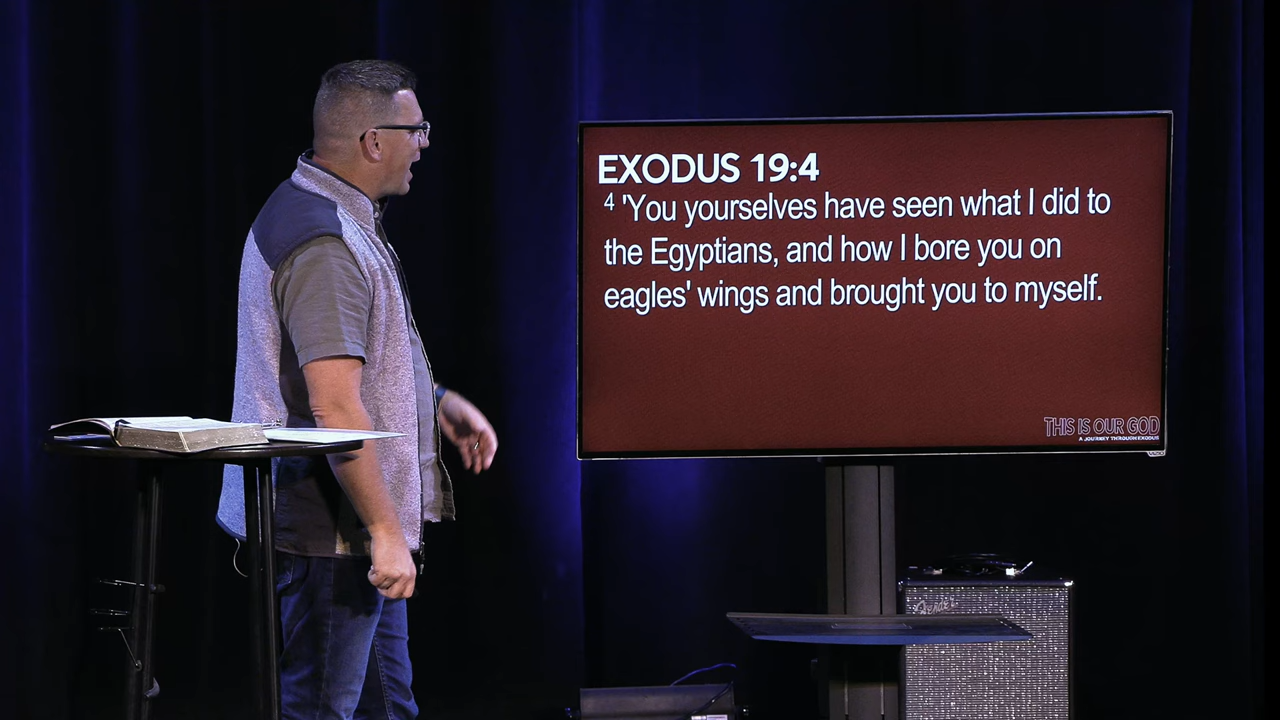 EXODUS 19:4
4 'You yourselves have seen what I did to
the Egyptians, and how I bore you on
eagles' wings and brought you to myself.
THIS IS OUR GOD
A JOURNEY THROUGH EXODUS
Fender